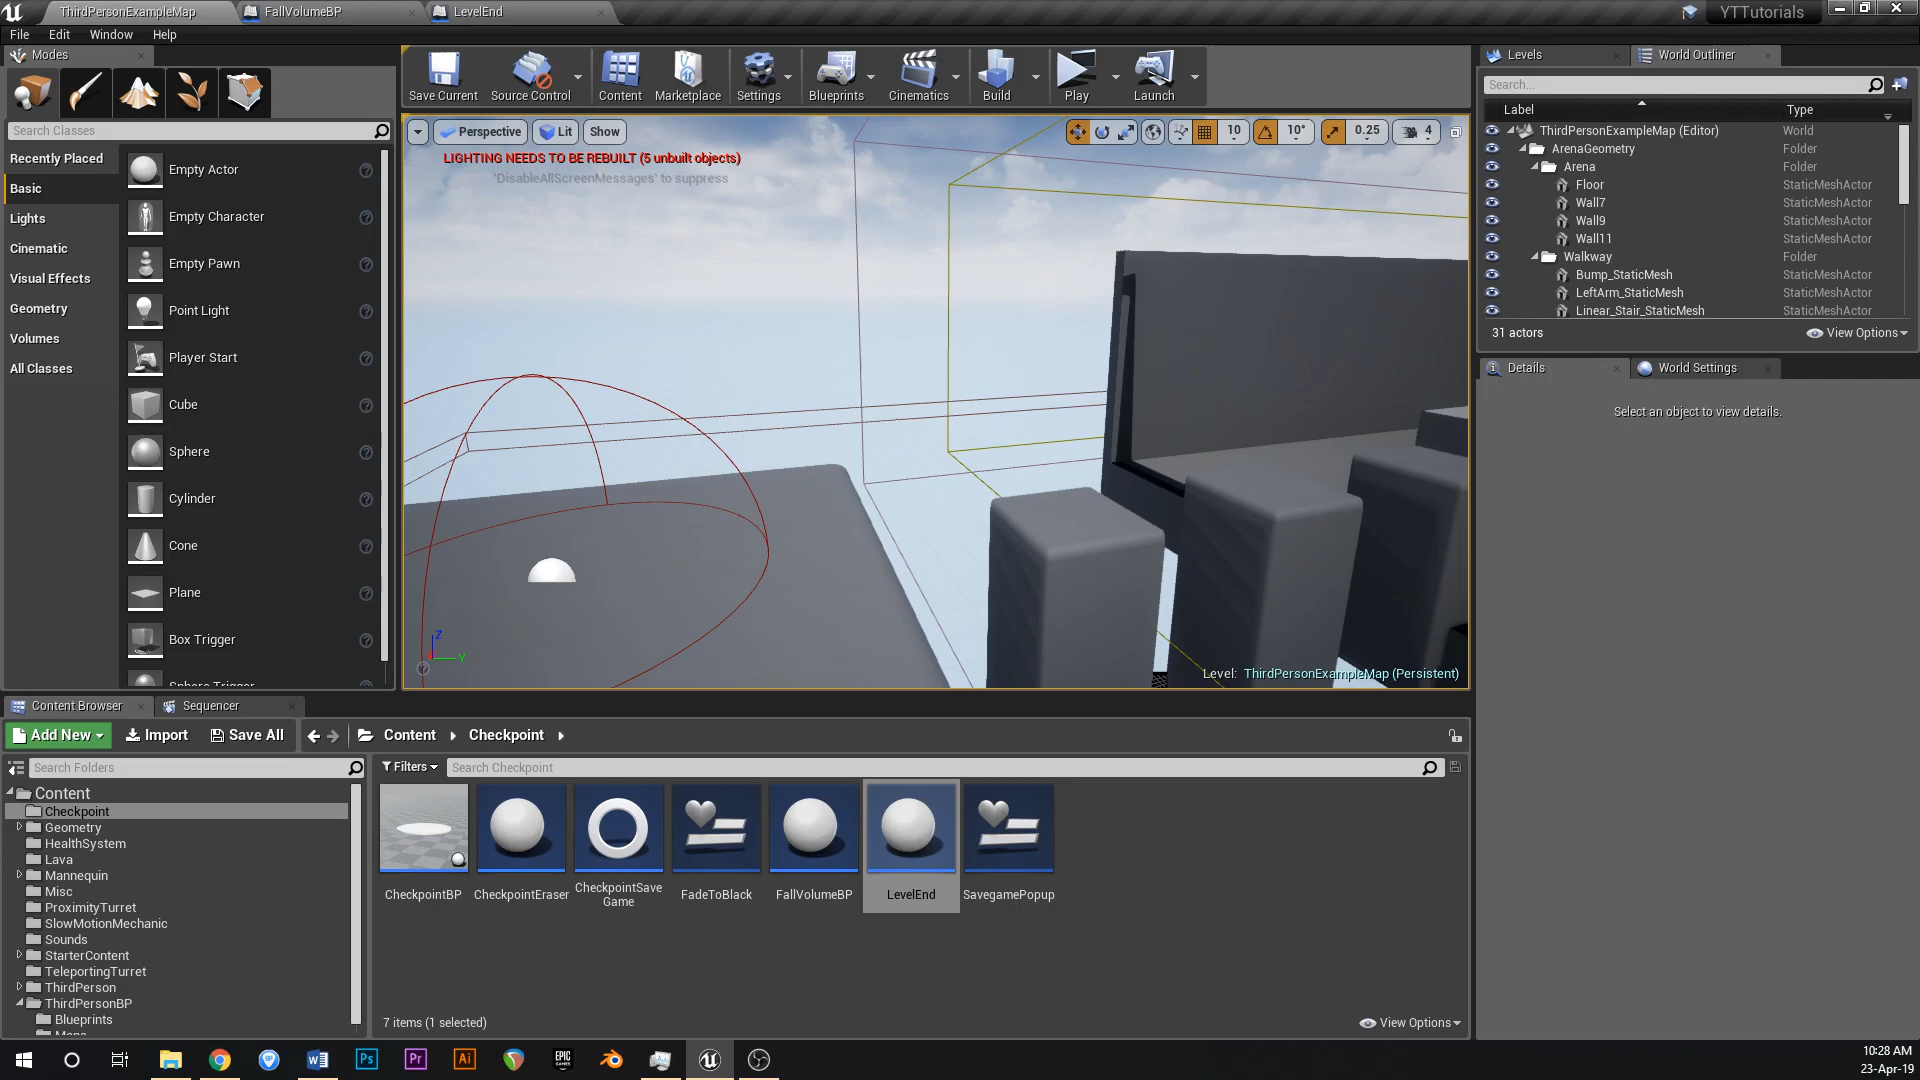 ThirdPersonExampleMap
FallVolumeBP
LevelEnd
YTTutorials
File Edit Window Help
Modes
Search Classes
Recently Placed
Basic
Lights
Cinematic
Visual Effects
Geometry
Volumes
All Classes
Empty Actor
Empty Character
Empty Pawn
Point Light
Player Start
Cube
Sphere
Cylinder
Cone
Plane
Box Trigger
Sphere Trigger
Save Current
Source Control
Content
Marketplace
Settings
Blueprints
Cinematics
Build
Play
Launch
Perspective
Lit
Show
10
10°
0.25
4
LIGHTING NEEDS TO BE REBUILT (5 unbuilt objects)
'DisableAllScreenMessages' to suppress
Z
Y
Level: ThirdPersonExampleMap (Persistent)
Levels
World Outliner
Search...
Label Type
ThirdPersonExampleMap (Editor) World
ArenaGeometry Folder
Arena Folder
Floor StaticMeshActor
Wall7 StaticMeshActor
Wall9 StaticMeshActor
Wall11 StaticMeshActor
Walkway Folder
Bump_StaticMesh StaticMeshActor
LeftArm_StaticMesh StaticMeshActor
Linear_Stair_StaticMesh StaticMeshActor
31 actors
View Options
Details
World Settings
Select an object to view details.
Content Browser
Sequencer
Add New
Import
Save All
Content
Checkpoint
Search Folders
Content
Checkpoint
Geometry
HealthSystem
Lava
Mannequin
Misc
ProximityTurret
SlowMotionMechanic
Sounds
StarterContent
TeleportingTurret
ThirdPerson
ThirdPersonBP
Blueprints
Maps
Filters
Search Checkpoint
CheckpointBP
CheckpointEraser
CheckpointSave
Game
FadeToBlack
FallVolumeBP
LevelEnd
SavegamePopup
7 items (1 selected)
View Options
Ps
Pr
Ai
EPIC
GAMES
10:28 AM
23-Apr-19